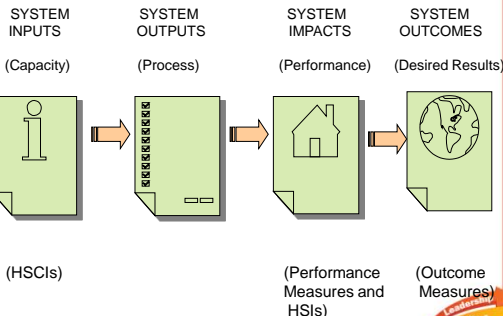 SYSTEM INPUTS
(Capacity)
SYSTEM OUTPUTS
(Process)
SYSTEM IMPACTS
(Performance)
SYSTEM OUTCOMES
(Desired Results)
(HSCIs)
(Performance
Measures and
HSIs)
(Outcome
Measures)
Leadership